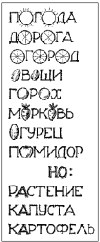 ПОГОДА
ДОРОГА
ОГОРОД
ОВОЩИ
ГОРОХ
МОРКОВЬ
ОГУРЕЦ
ПОМИДОР
НО:
РАСТЕНИЕ
КАПУСТА
КАРТОФЕЛЬ